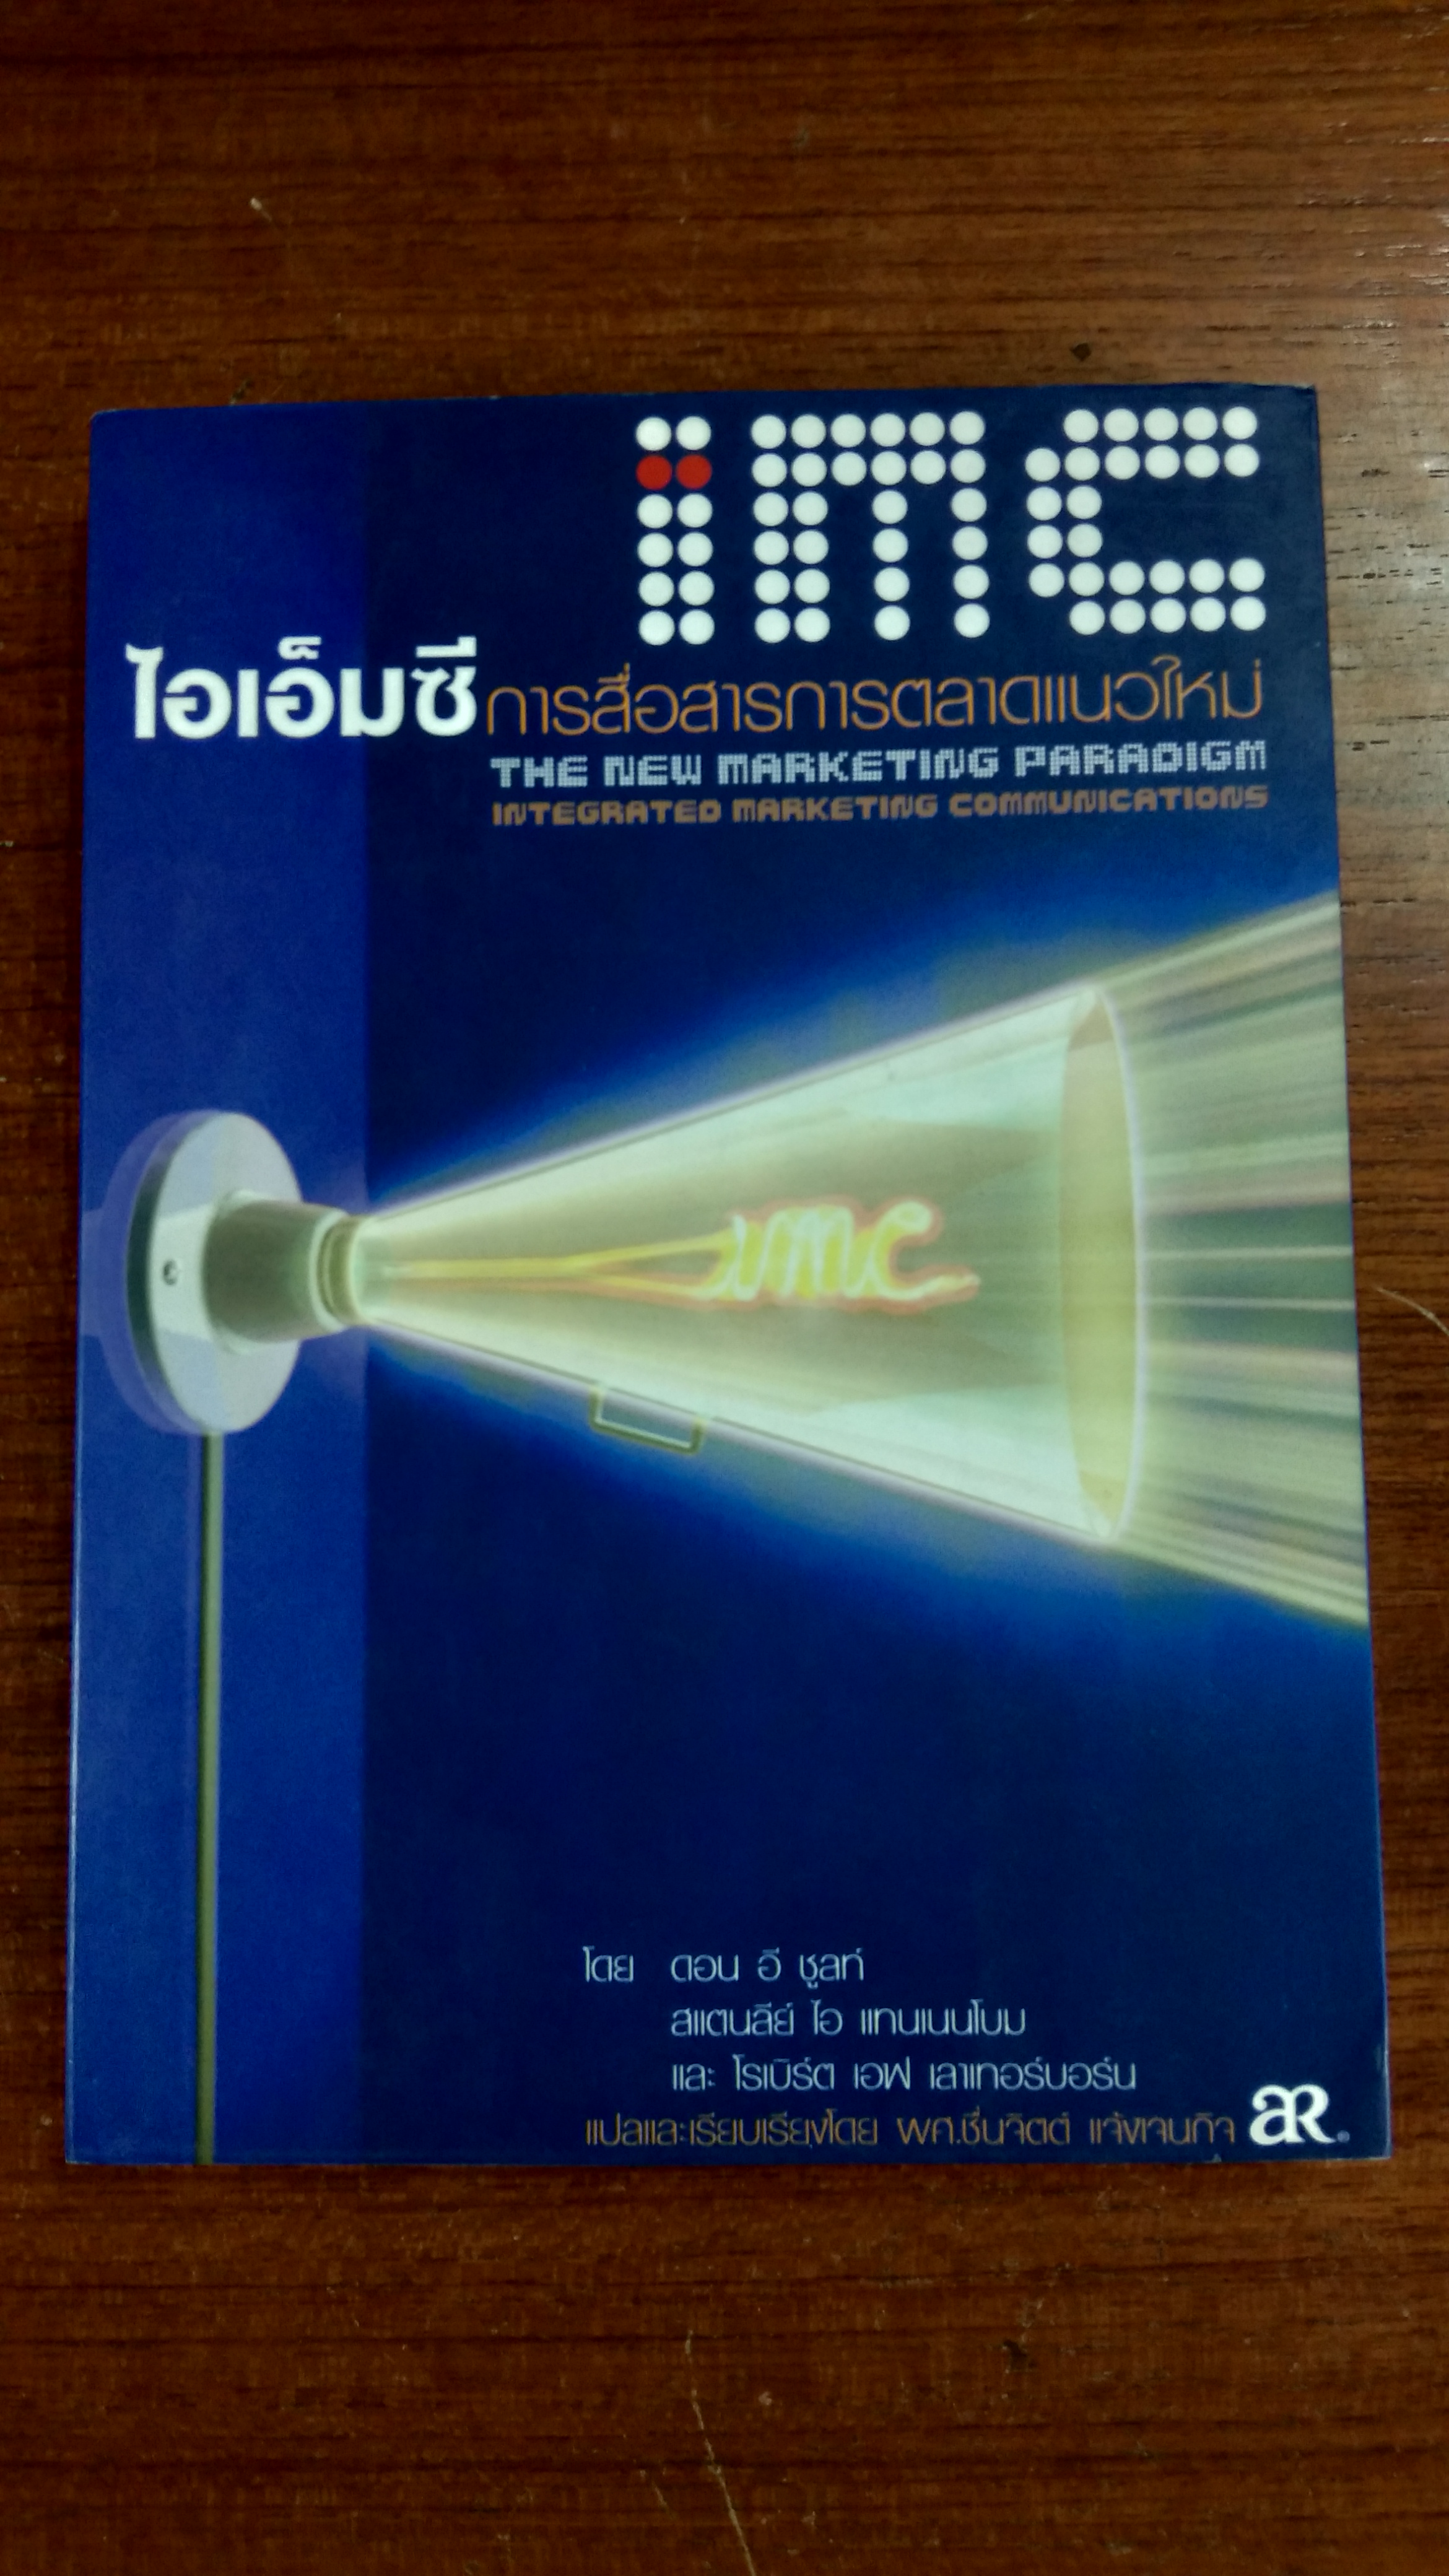 imc
ไอเอ็มซี การสื่อสารการตลาดแนวใหม่
THE NEW MARKETING PARADIGM
INTEGRATED MARKETING COMMUNICATIONS
imc
โดย ดอน อี ชูลท์
สแตนลีย์ ไอ แทนเนนโบม
และ โรเบิร์ต เอฟ เลาเทอร์บอร์น
แปลและเรียบเรียงโดย ผศ.ชื่นจิตต์ แจ้งเจนกิจ
aR®